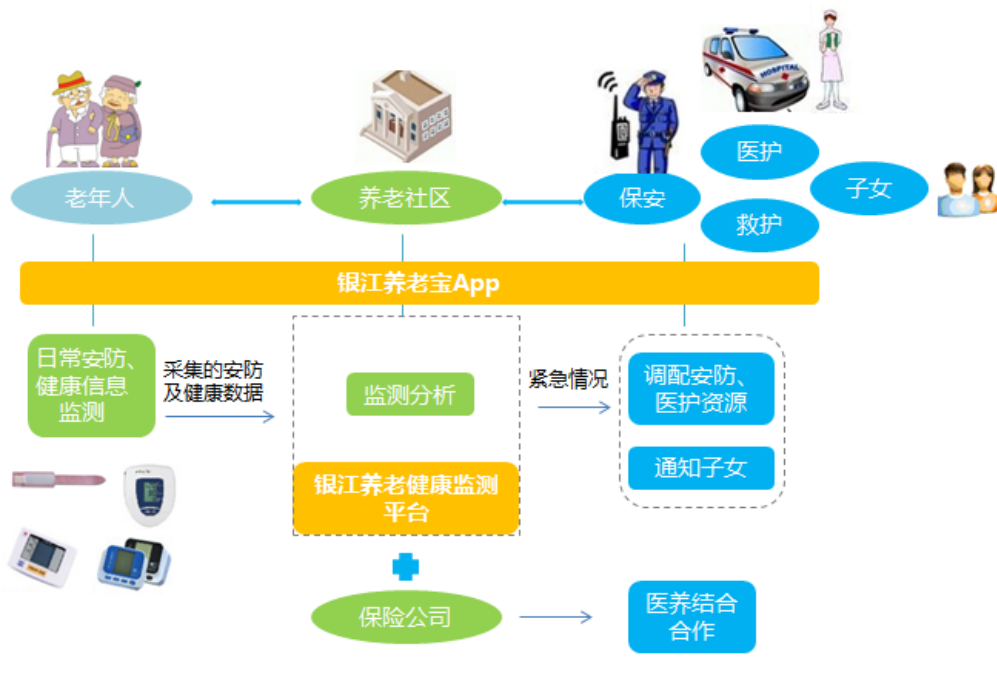 HOSPITAL
医护
老年人
养老社区
保安
子女
救护
银江养老宝App
日常安防、
健康信息
监测
采集的安防
及健康数据
监测分析
紧急情况
调配安防、
医护资源
通知子女
银江养老健康监测
平台
保险公司
医养结合
合作